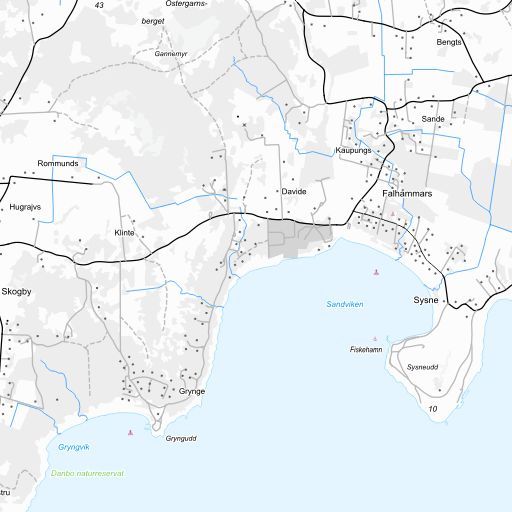 43
Östergarns-
berget
Gannemyr
Bengts
Sande
Kaupungs
Rommunds
Davide
Falhammars
Hugrajvs
Klinte
Skogby
Sandviken
Sysne
Fiskehamn
Sysneudd
Grynge
10
Gryngudd
Gryngvik
Danbo naturreservat
tru